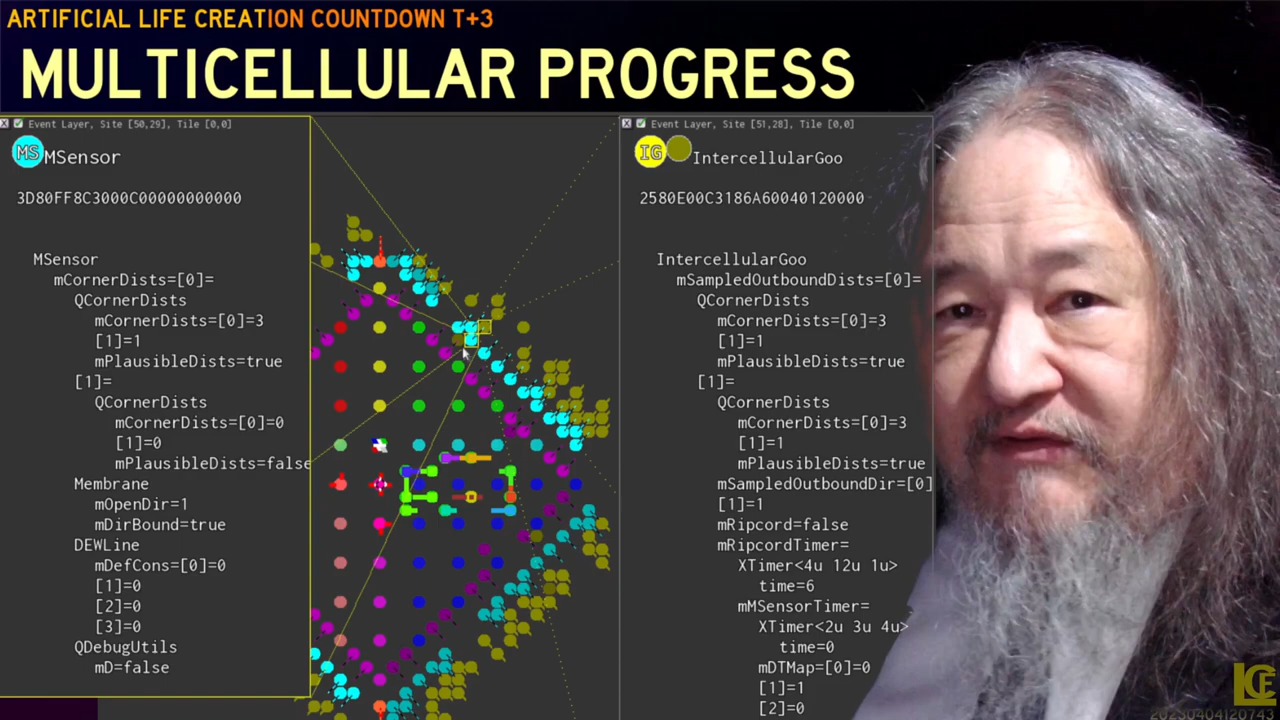 ARTIFICIAL LIFE CREATION COUNTDOWN T+3
MULTICELLULAR PROGRESS
X Event Layer, Site [50,29], Tile [0,0]
MS MSensor
3D80FF8C3000C00000000000
MSensor
mCornerDists=[0]=
QCornerDists
mCornerDists=[0]=3
[1]=1
mPlausibleDists=true
[1]=
QCornerDists
mCornerDists=[0]=0
[1]=0
mPlausibleDists=false
Membrane
mOpenDir=1
mDirBound=true
DEWLine
mDefCons=[0]=0
[1]=0
[2]=0
[3]=0
QDebugUtils
mD=false
X Event Layer, Site [51,28], Tile [0,0]
IG IntercellularGoo
2580E00C3186A60040120000
IntercellularGoo
mSampledOutboundDists=[0]=
QCornerDists
mCornerDists=[0]=3
[1]=1
mPlausibleDists=true
[1]=
QCornerDists
mCornerDists=[0]=3
[1]=1
mPlausibleDists=true
mSampledOutboundDir=[0]
[1]=1
mRipcord=false
mRipcordTimer=
XTimer<4u 12u 1u>
time=6
mMSensorTimer=
XTimer<2u 3u 4u>
time=0
mDTMap=[0]=0
[1]=1
[2]=0
20230404120743